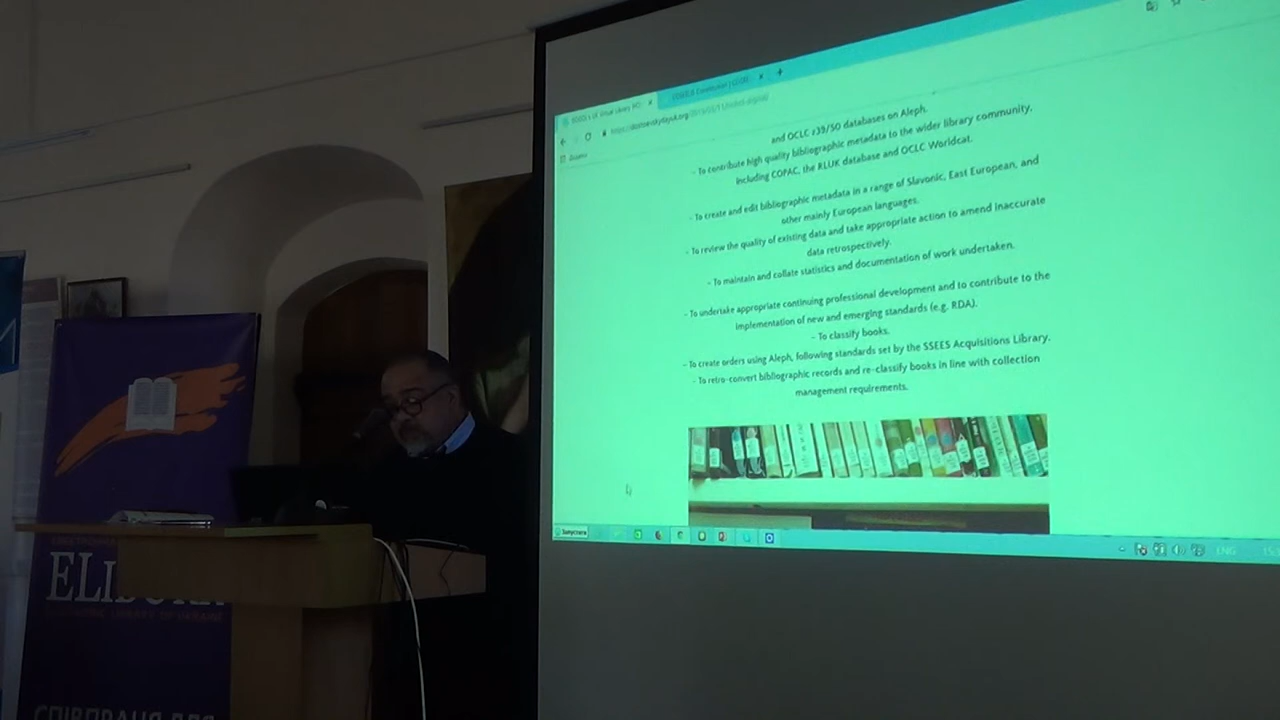 and OCLC z39/50 databases on Aleph.
- To contribute high quality bibliographic metadata to the wider library community,
including COPAC, the RLUK database and OCLC Worldcat.
- To create and edit bibliographic metadata in a range of Slavonic, East European, and
other mainly European languages.
- To review the quality of existing data and take appropriate action to amend inaccurate
data retrospectively.
- To maintain and collate statistics and documentation of work undertaken.
- To undertake appropriate continuing professional development and to contribute to the
implementation of new and emerging standards (e.g. RDA).
- To classify books.
- To create orders using Aleph, following standards set by the SSEES Acquisitions Library.
- To retro-convert bibliographic records and re-classify books in line with collection
management requirements.
ENG
LIBRARY OF UKRAINE
СПІВПРАЦЯ ДЛЯ